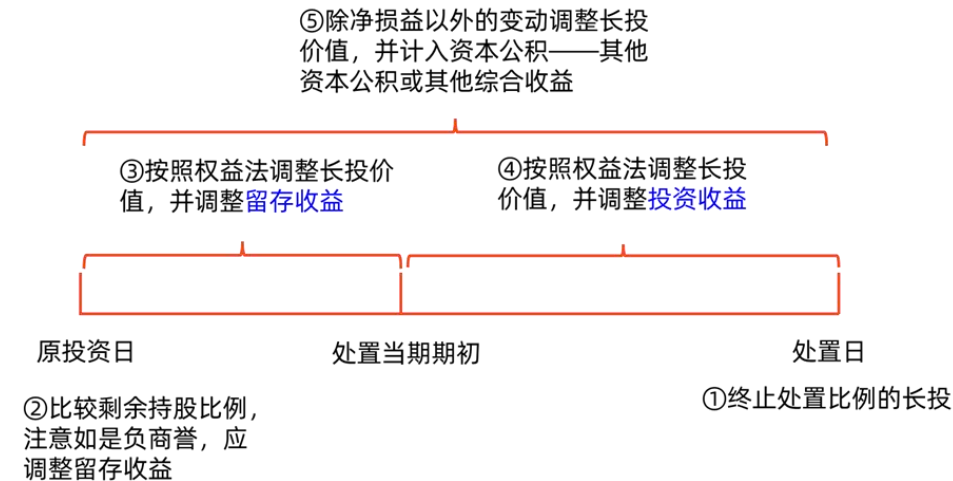 ⑤除净损益以外的变动调整长投
价值，并计入资本公积——其他
资本公积或其他综合收益
③按照权益法调整长投价
值，并调整留存收益
④按照权益法调整长投
价值，并调整投资收益
原投资日
处置当期期初
处置日
②比较剩余持股比例，
注意如是负商誉，应
调整留存收益
①终止处置比例的长投